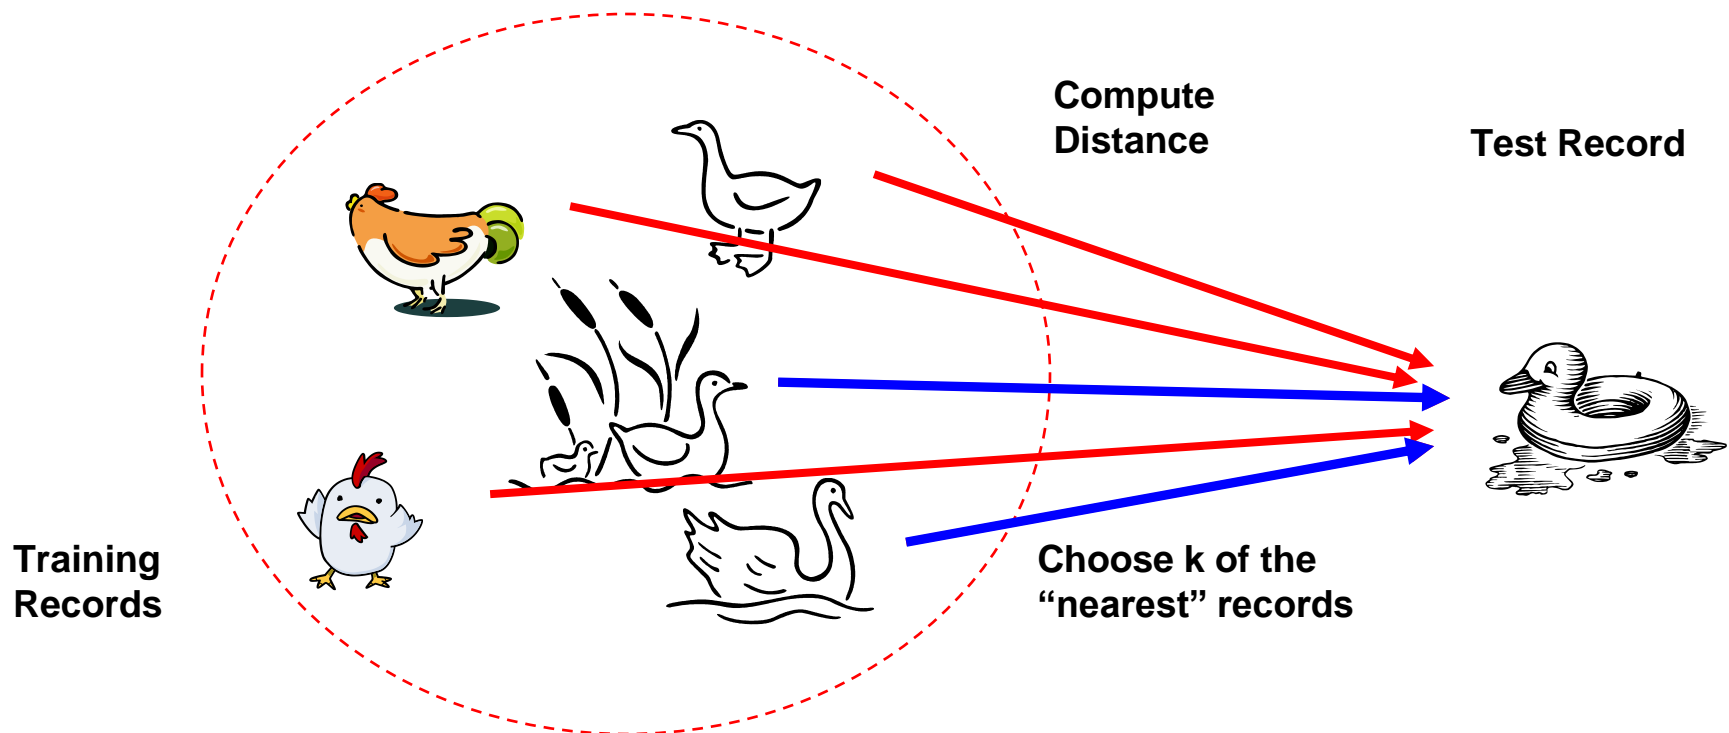 Compute
Distance
Test Record
Training
Records
Choose k of the
“nearest” records